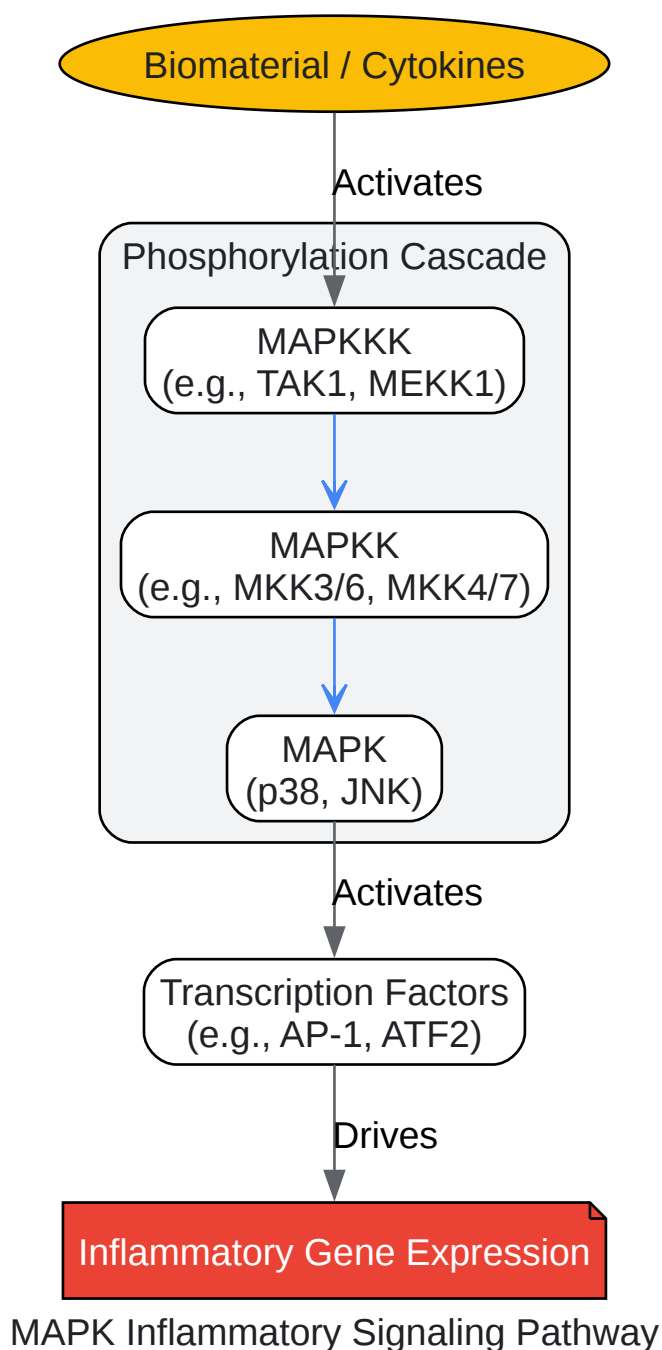 Biomaterial / Cytokines
Activates
Phosphorylation Cascade
MAPKKK
(e.g., TAK1, MEKK1)
MAPKK
(e.g., MKK3/6, MKK4/7)
MAPK
(p38, JNK)
Activates
Transcription Factors
(e.g., AP-1, ATF2)
Drives
Inflammatory Gene Expression
MAPK Inflammatory Signaling Pathway